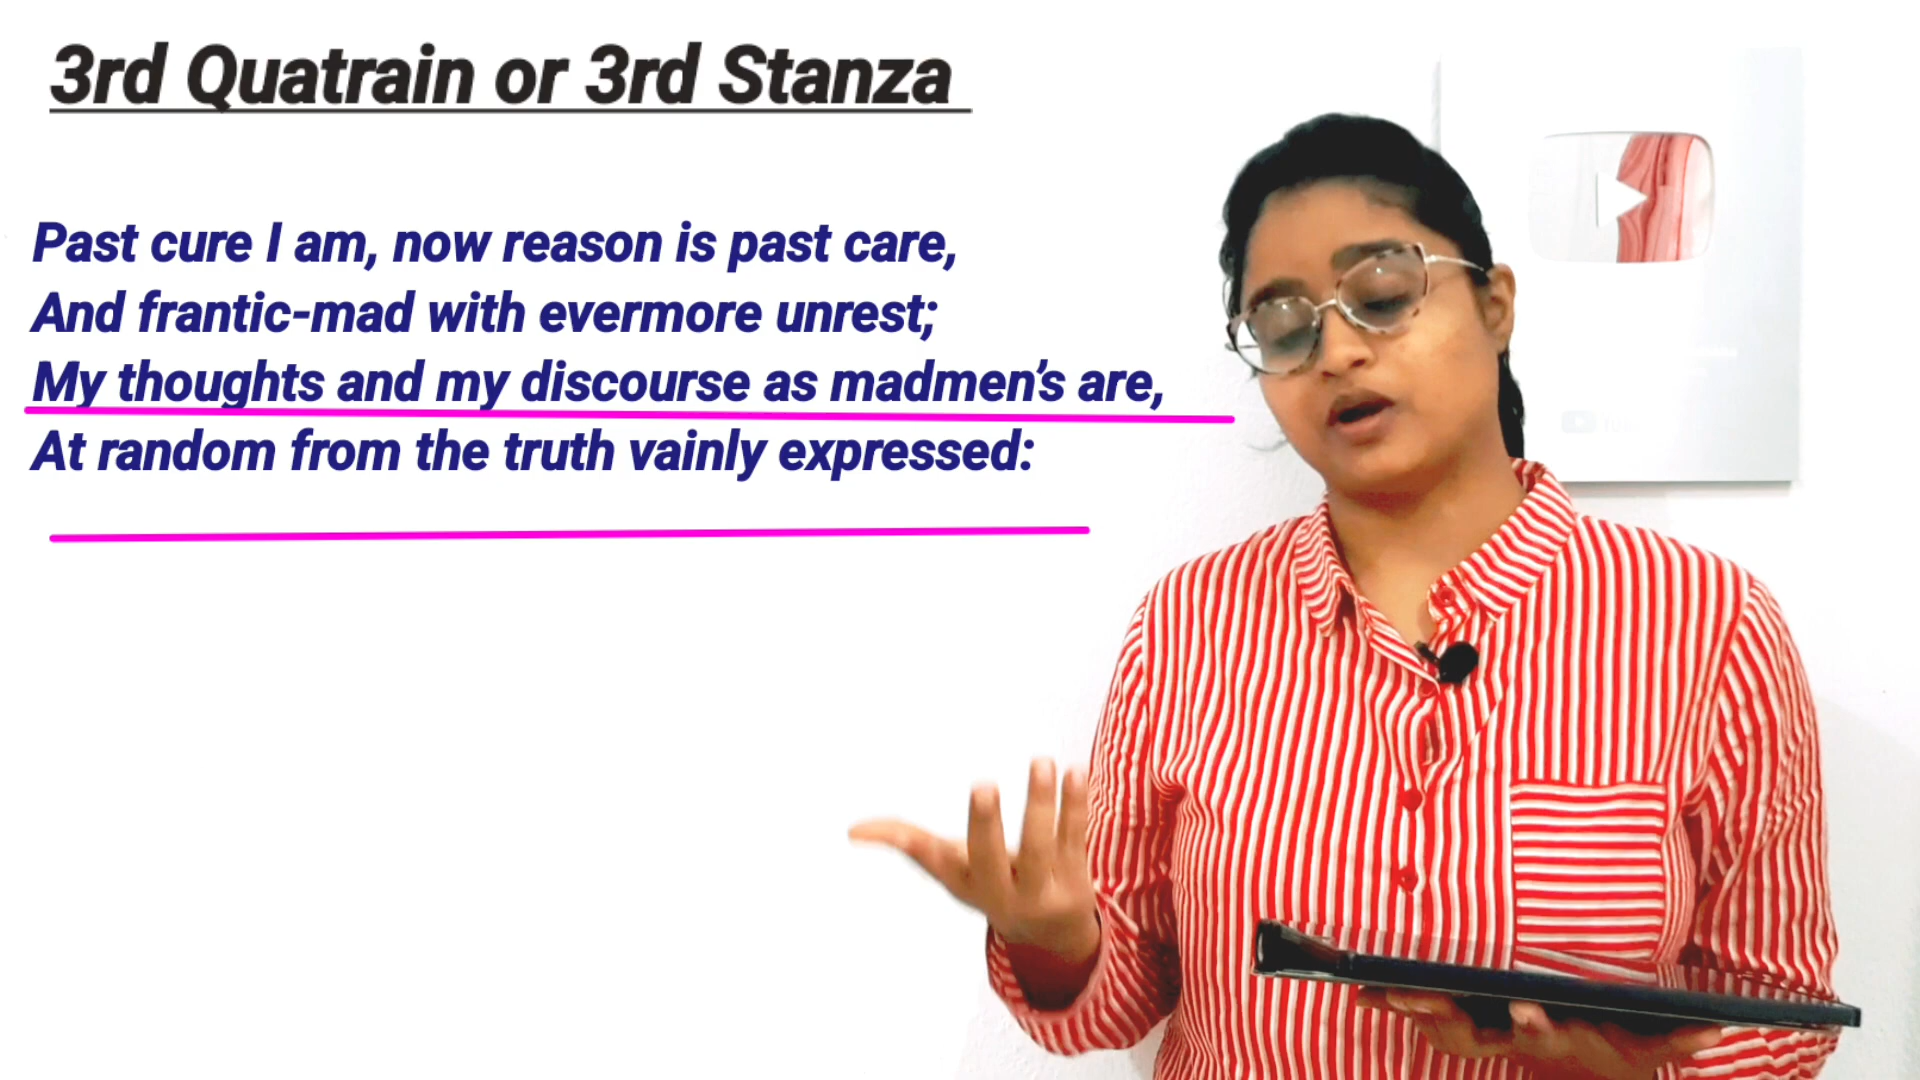 3rd Quatrain or 3rd Stanza
Past cure I am, now reason is past care,
And frantic-mad with evermore unrest;
My thoughts and my discourse as madmen’s are,
At random from the truth vainly expressed: